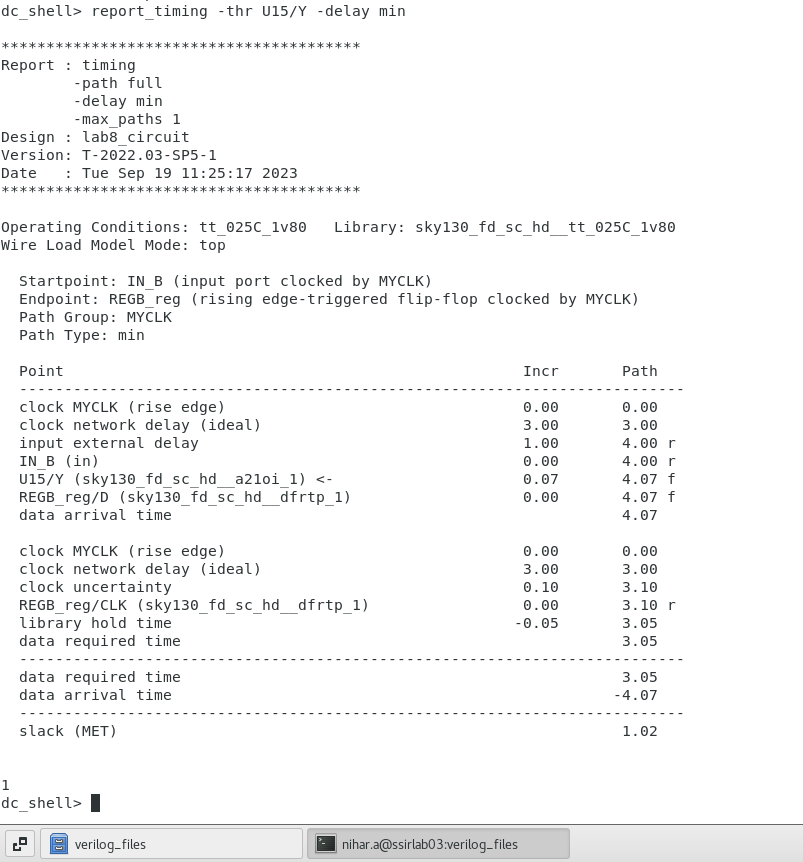 dc_shell> report_timing -thr U15/Y -delay min
****************************************
Report : timing
-path full
-delay min
-max_paths 1
Design : lab8_circuit
Version: T-2022.03-SP5-1
Date   : Tue Sep 19 11:25:17 2023
****************************************
Operating Conditions: tt_025C_1v80   Library: sky130_fd_sc_hd__tt_025C_1v80
Wire Load Model Mode: top
Startpoint: IN_B (input port clocked by MYCLK)
Endpoint: REGB_reg (rising edge-triggered flip-flop clocked by MYCLK)
Path Group: MYCLK
Path Type: min
Point                                                   Incr       Path
--------------------------------------------------------------------------
clock MYCLK (rise edge)                                 0.00       0.00
clock network delay (ideal)                             3.00       3.00
input external delay                                    1.00       4.00 r
IN_B (in)                                               0.00       4.00 r
U15/Y (sky130_fd_sc_hd__a21oi_1) <-                     0.07       4.07 f
REGB_reg/D (sky130_fd_sc_hd__dfrtp_1)                   0.00       4.07 f
data arrival time                                                  4.07
clock MYCLK (rise edge)                                 0.00       0.00
clock network delay (ideal)                             3.00       3.00
clock uncertainty                                       0.10       3.10
REGB_reg/CLK (sky130_fd_sc_hd__dfrtp_1)                 0.00       3.10 r
library hold time                                      -0.05       3.05
data required time                                                 3.05
--------------------------------------------------------------------------
data required time                                                 3.05
data arrival time                                                 -4.07
--------------------------------------------------------------------------
slack (MET)                                                        1.02
1
dc_shell>
verilog_files
nihar.a@ssirlab03:verilog_files